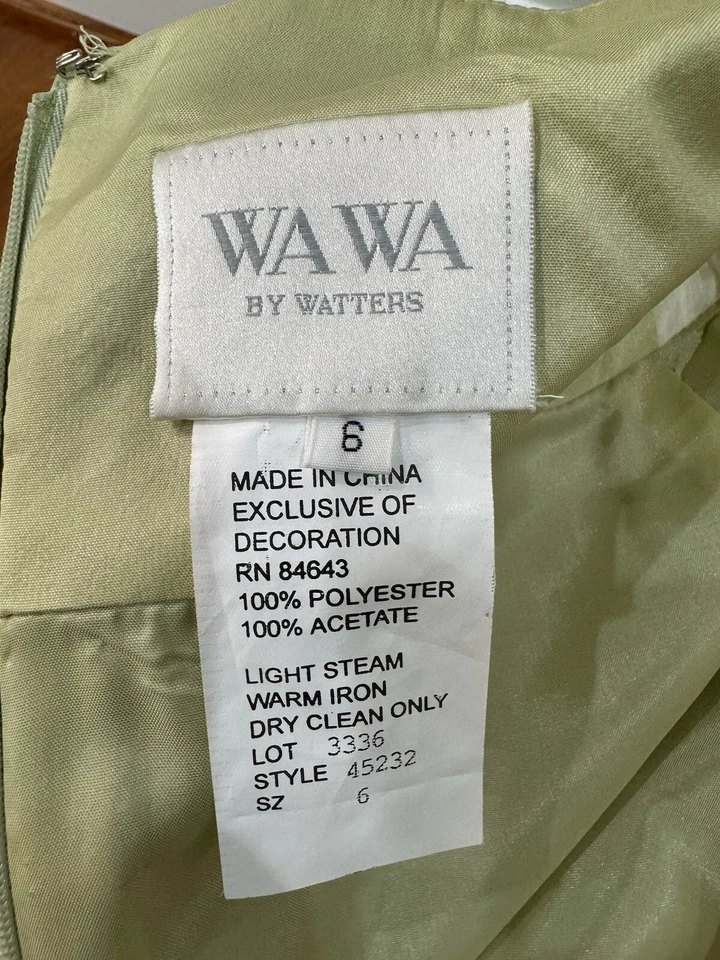 WA WA
BY WATTERS
6
MADE IN CHINA
EXCLUSIVE OF
DECORATION
RN 84643
100% POLYESTER
100% ACETATE
LIGHT STEAM
WARM IRON
DRY CLEAN ONLY
LOT 3336
STYLE 45232
SZ 6